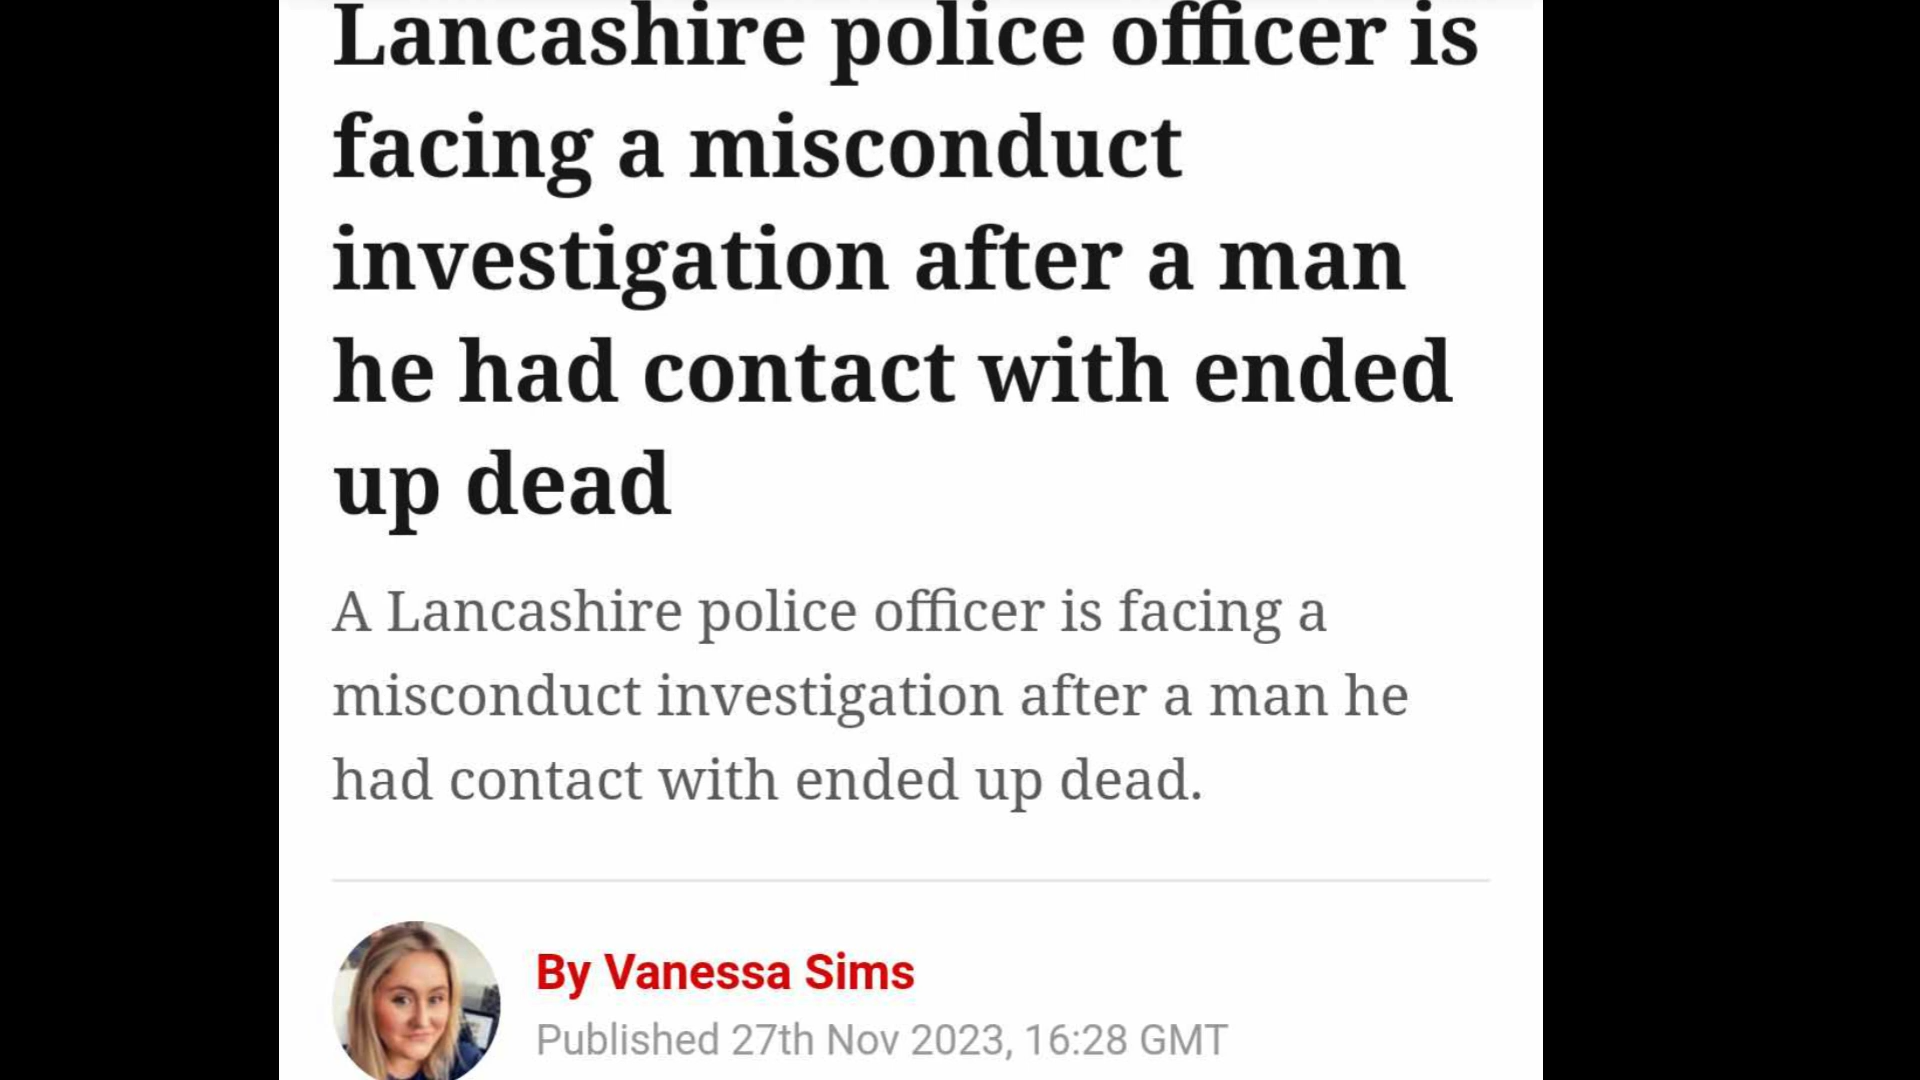 Lancashire police officer is
facing a misconduct
investigation after a man
he had contact with ended
up dead
A Lancashire police officer is facing a
misconduct investigation after a man he
had contact with ended up dead.
By Vanessa Sims
Published 27th Nov 2023, 16:28 GMT